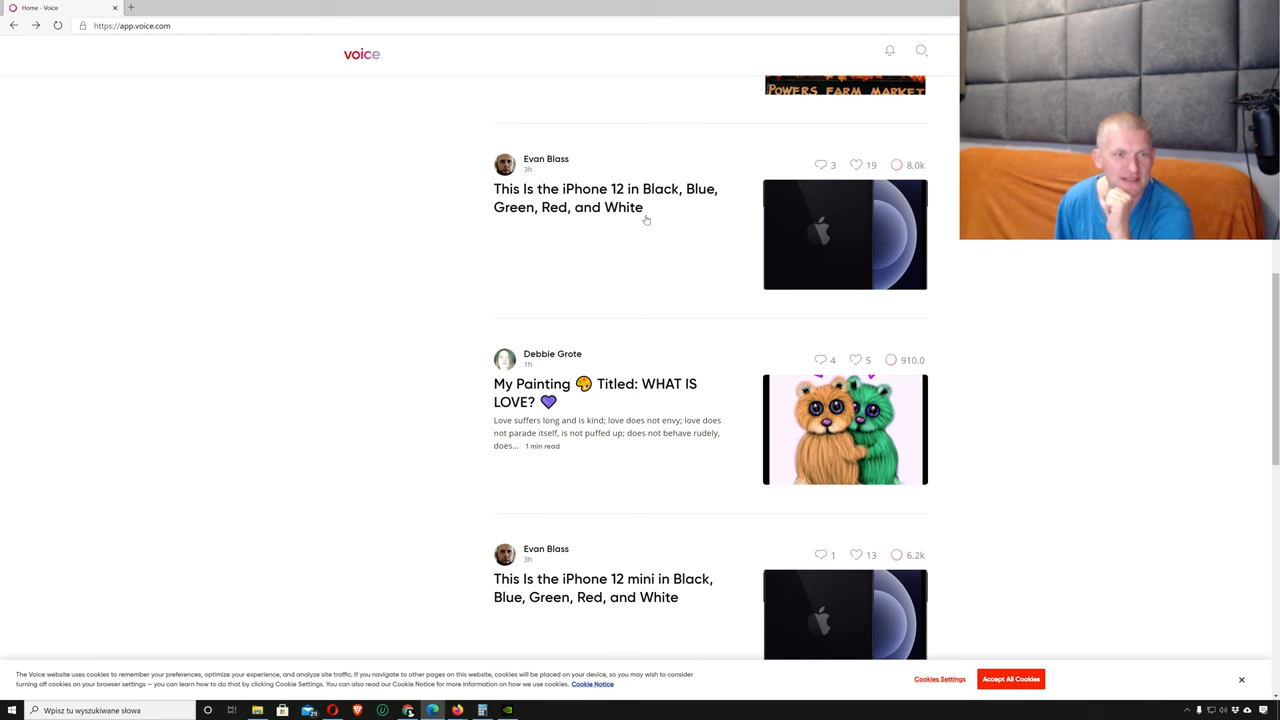 Home - Voice
https://app.voice.com
voice
POWERS FARM MARKET
Evan Blass
3h
3 19 8.0k
This Is the iPhone 12 in Black, Blue,
Green, Red, and White
Debbie Grote
1h
4 5 910.0
My Painting 🎨 Titled: WHAT IS
LOVE? 💜
Love suffers long and is kind; love does not envy; love does
not parade itself, is not puffed up; does not behave rudely,
does... 1 min read
Evan Blass
3h
1 13 6.2k
This Is the iPhone 12 mini in Black,
Blue, Green, Red, and White
The Voice website uses cookies to remember your preferences, optimize your experience, and analyze site traffic. If you navigate to other pages on this website, cookies will be placed on your device, so you may wish to consider
turning off cookies on your browser settings — you can learn how to do that by clicking Cookie Settings. You can also read our Cookie Notice for more information on how we use cookies. Cookie Notice
Cookies Settings
Accept All Cookies
Wpisz tu wyszukiwane słowa
29